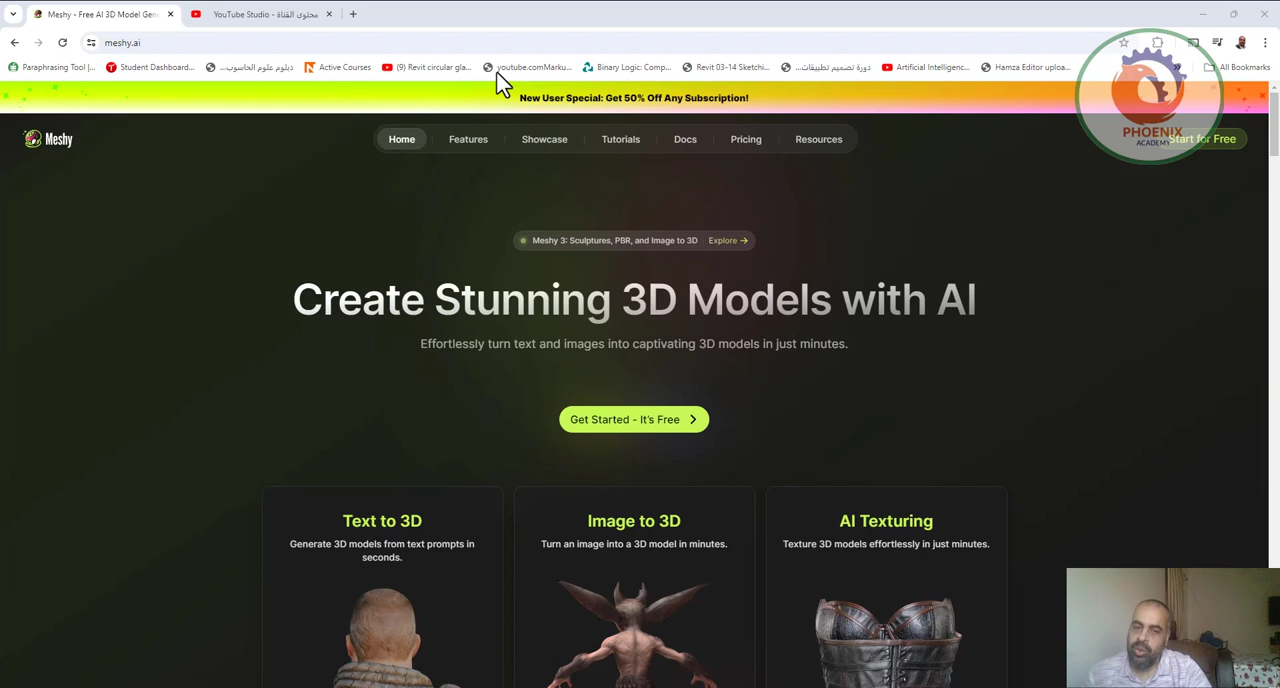 Meshy - Free AI 3D Model Gen
YouTube Studio - محتوى القناة
meshy.ai
Paraphrasing Tool |...
Student Dashboard...
دبلوم علوم الحاسوب...
Active Courses
(9) Revit Circular gla...
youtube.comMarku...
Binary Logic: Comp...
Revit 03-14 Sketchi...
دورة تصميم تطبيقات...
Artificial Intelligenc...
Hamza Editor uploa...
All Bookmarks
New User Special: Get 50% Off Any Subscription!
Meshy
Home
Features
Showcase
Tutorials
Docs
Pricing
Resources
Start for Free
PHOENIX
ACADEMY
Meshy 3: Sculptures, PBR, and Image to 3D
Explore →
Create Stunning 3D Models with AI
Effortlessly turn text and images into captivating 3D models in just minutes.
Get Started - It's Free
Text to 3D
Generate 3D models from text prompts in
seconds.
Image to 3D
Turn an image into a 3D model in minutes.
AI Texturing
Texture 3D models effortlessly in just minutes.